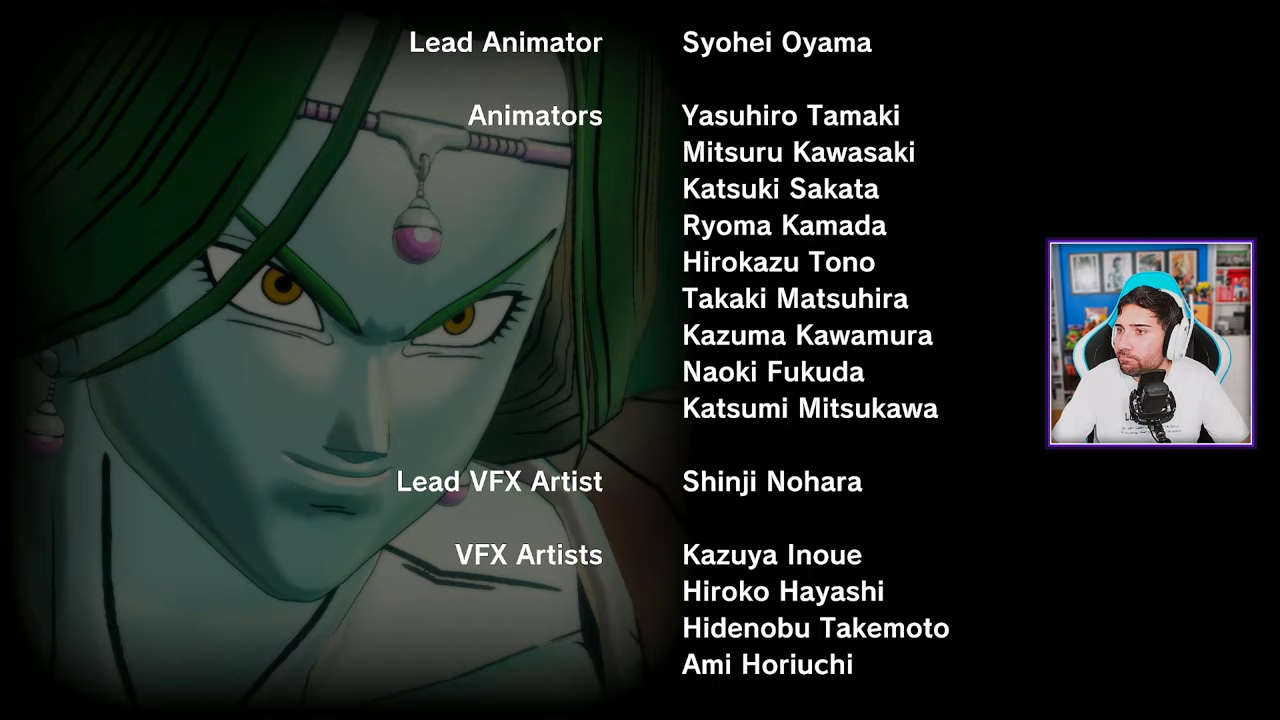 Lead Animator Syohei Oyama
Animators Yasuhiro Tamaki
Mitsuru Kawasaki
Katsuki Sakata
Ryoma Kamada
Hirokazu Tono
Takaki Matsuhira
Kazuma Kawamura
Naoki Fukuda
Katsumi Mitsukawa
Lead VFX Artist Shinji Nohara
VFX Artists Kazuya Inoue
Hiroko Hayashi
Hidenobu Takemoto
Ami Horiuchi